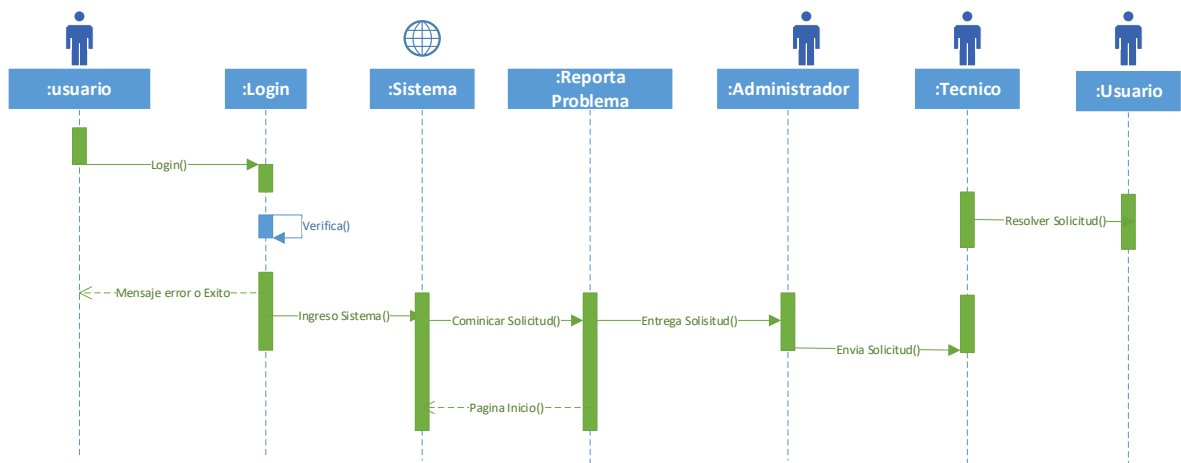 :usuario
:Login
:Sistema
:Reporta
Problema
:Administrador
:Tecnico
:Usuario
Login()
Verifica()
Resolver Solicitud()
Mensaje error o Exito
Ingreso Sistema()
Cominicar Solicitud()
Entrega Solisitud()
Envia Solicitud()
Pagina Inicio()